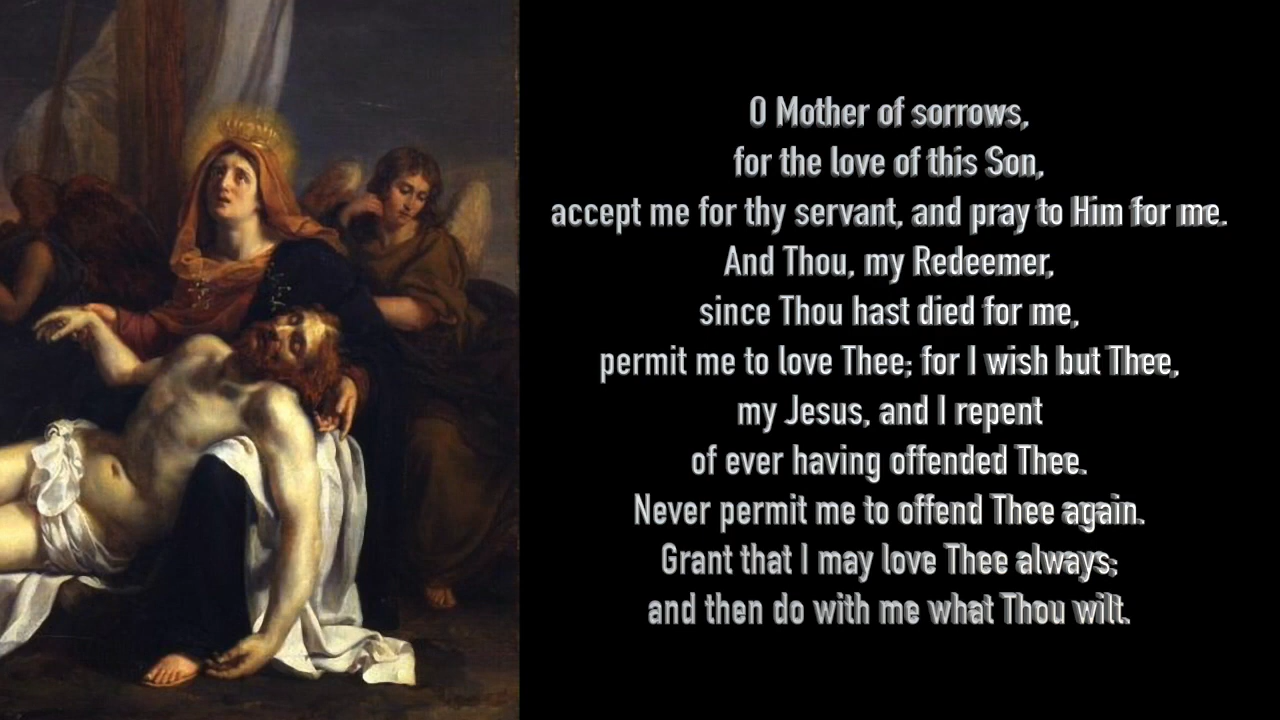 O Mother of sorrows,
for the love of this Son,
accept me for thy servant, and pray to Him for me.
And Thou, my Redeemer,
since Thou hast died for me,
permit me to love Thee; for I wish but Thee,
my Jesus, and I repent
of ever having offended Thee.
Never permit me to offend Thee again.
Grant that I may love Thee always;
and then do with me what Thou wilt.